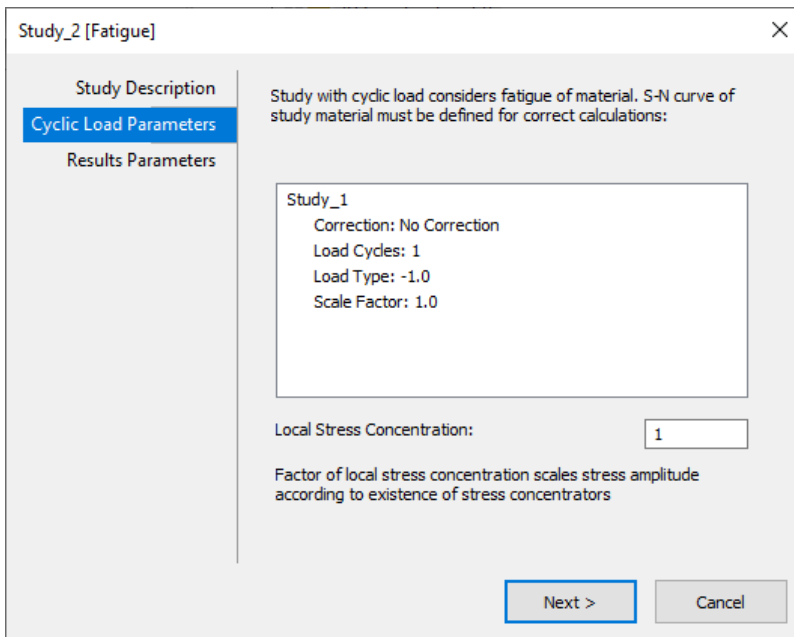 Study_2 [Fatigue]
Study Description
Cyclic Load Parameters
Results Parameters
Study with cyclic load considers fatigue of material. S-N curve of
study material must be defined for correct calculations:
Study_1
Correction: No Correction
Load Cycles: 1
Load Type: -1.0
Scale Factor: 1.0
Local Stress Concentration:
1
Factor of local stress concentration scales stress amplitude
according to existence of stress concentrators
Next >
Cancel